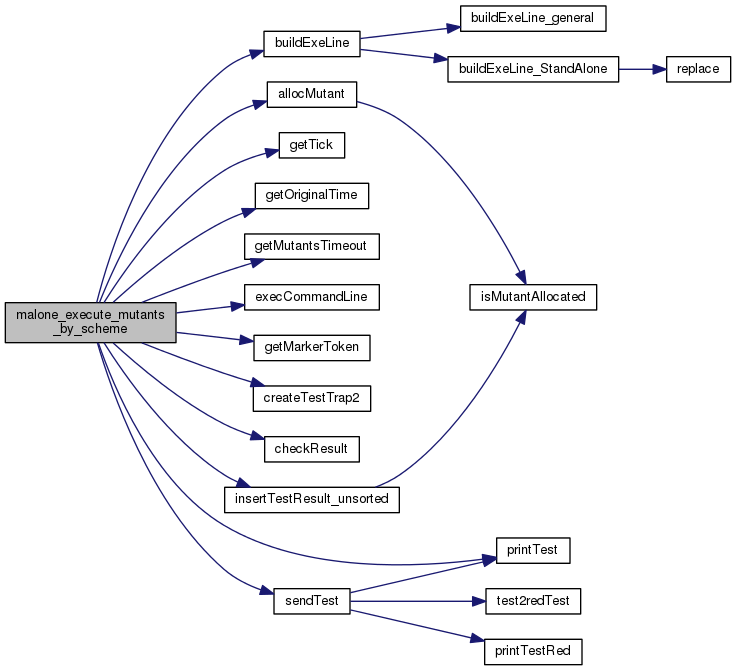 buildExeLine_general
buildExeLine
buildExeLine_StandAlone
replace
allocMutant
getTick
getOriginalTime
getMutantsTimeout
execCommandLine
isMutantAllocated
malone_execute_mutants
_by_scheme
getMarkerToken
createTestTrap2
checkResult
insertTestResult_unsorted
printTest
sendTest
test2redTest
printTestRed